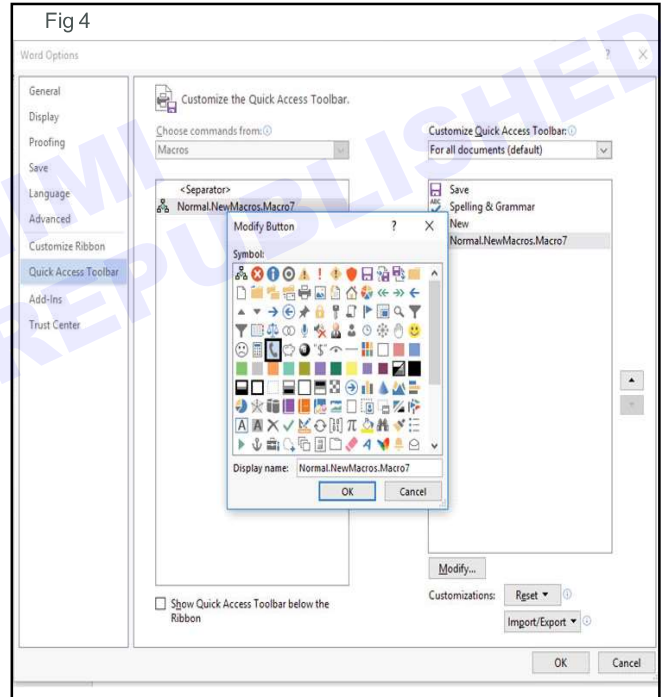 Fig 4
Word Options
?
General
Display
Proofing
Save
Language
Advanced
Customize Ribbon
Quick Access Toolbar
Add-Ins
Trust Center
Customize the Quick Access Toolbar.
Choose commands from:
Macros
<Separator>
Normal.NewMacros.Macro7
Customize Quick Access Toolbar:
For all documents (default)
Save
ABC
Spelling & Grammar
New
Normal.NewMacros.Macro7
Modify Button ?
Symbol:
Display name: Normal.NewMacros.Macro7
OK Cancel
Modify...
Customizations: Reset
Import/Export
Show Quick Access Toolbar below the
Ribbon
OK Cancel
NIMI
REPUBLISHED